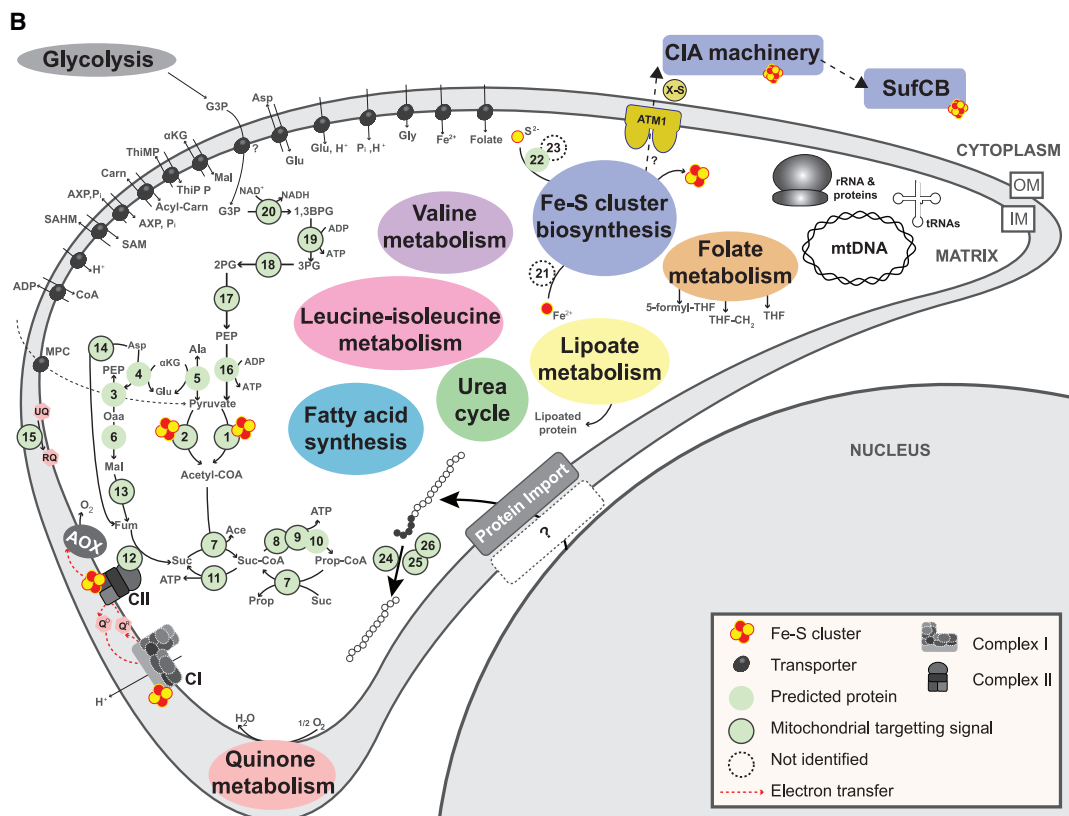 B
Glycolysis
CIA machinery
X-S
SufCB
ATM1
?
CYTOPLASM
OM
IM
MATRIX
G3P
Asp
Glu
?
Glu, H⁺
Pᵢ ,H⁺
Gly
Fe²⁺
Folate
αKG
Mal
ThiMP
ThiP P
Carn
Acyl-Carn
AXP,Pᵢ
AXP, Pᵢ
SAHM
SAM
H⁺
ADP
CoA
MPC
S²⁻
22
23
Fe-S cluster
biosynthesis
21
Fe²⁺
rRNA &
proteins
tRNAs
mtDNA
Valine
metabolism
Folate
metabolism
5-formyl-THF
THF-CH₂
THF
Leucine-isoleucine
metabolism
Lipoate
metabolism
Lipoated
protein
Urea
cycle
Fatty acid
synthesis
G3P
NAD⁺
NADH
20
1,3BPG
19
ADP
ATP
3PG
18
2PG
17
PEP
16
ADP
ATP
Pyruvate
14
Asp
PEP
4
αKG
Glu
Ala
5
3
Oaa
6
Mal
13
Fum
2
1
Acetyl-COA
UQ
15
RQ
O₂
AOX
12
CII
Suc
7
Ace
Suc-CoA
8
9
10
ATP
Prop-CoA
ATP
11
7
Prop
Suc
Q
Q
CI
H⁺
H₂O
1/2 O₂
Quinone
metabolism
24
25
26
Protein Import
?
NUCLEUS
Fe-S cluster
Transporter
Predicted protein
Mitochondrial targetting signal
Not identified
Electron transfer
Complex I
Complex II